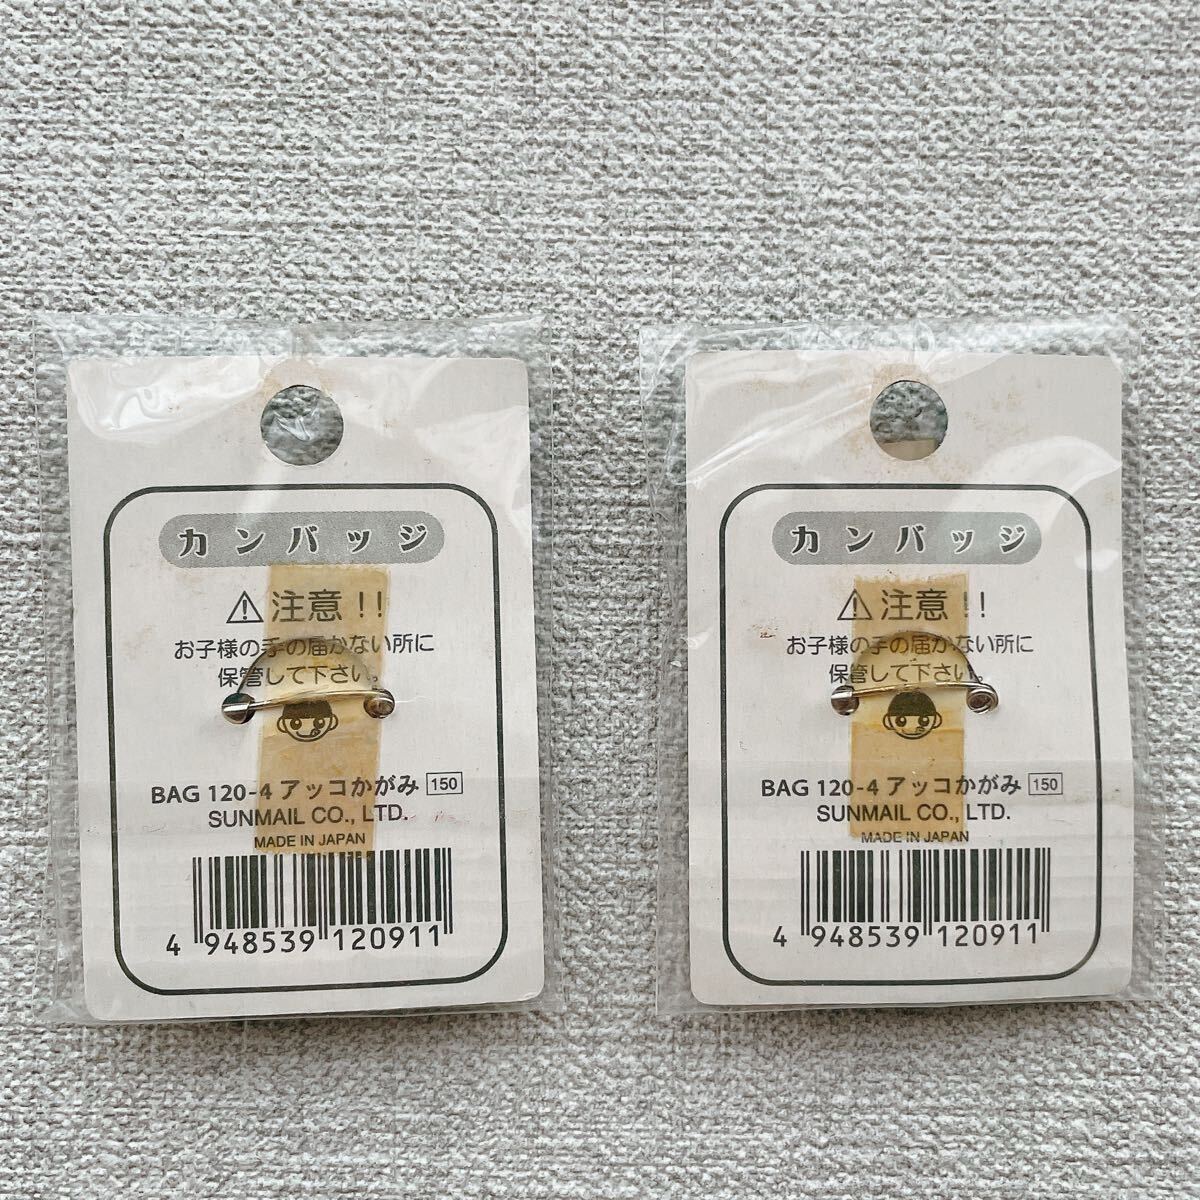 カンバッジ
⚠注意!!
お子様の手の届かない所に
保管して下さい。
BAG 120-4 アッコかがみ 150
SUNMAIL CO., LTD.
MADE IN JAPAN
4 948539 120911
カンバッジ
⚠注意!!
お子様の手の届かない所に
保管して下さい。
BAG 120-4 アッコかがみ 150
SUNMAIL CO., LTD.
MADE IN JAPAN
4 948539 120911